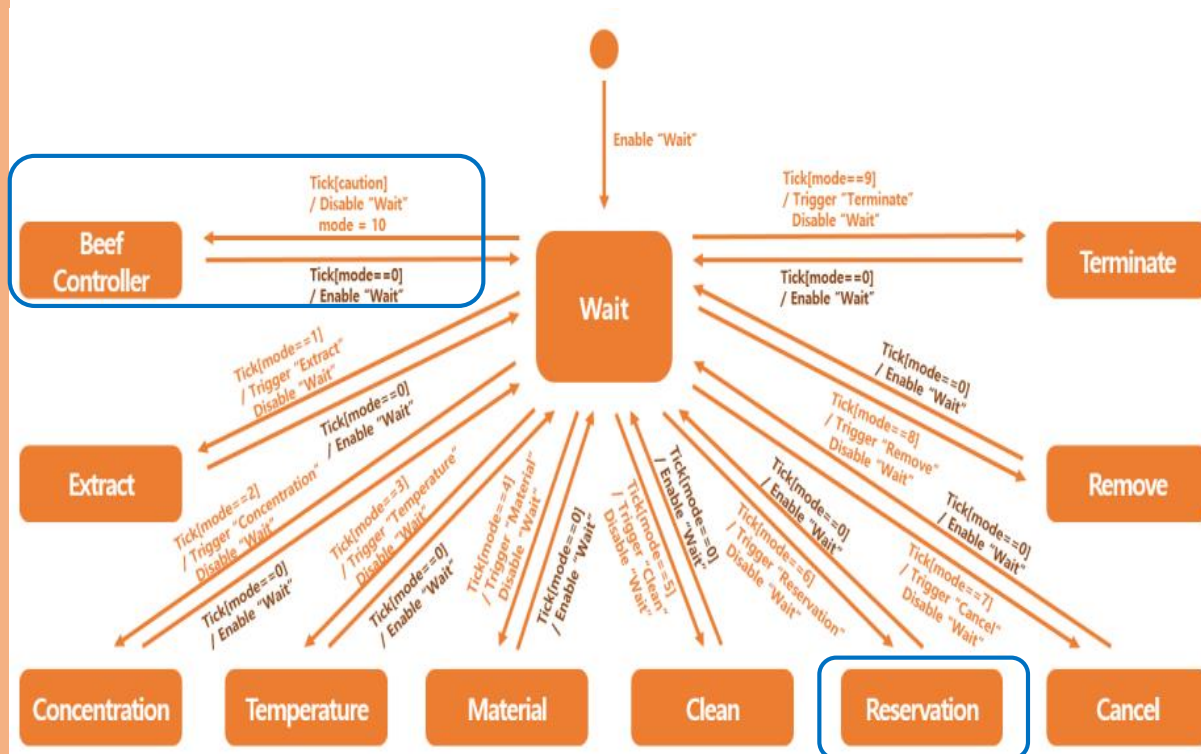 Enable “Wait”
Tick[caution]
/ Disable “Wait”
mode = 10
Tick[mode==9]
/ Trigger “Terminate”
Disable “Wait”
Beef
Controller
Tick[mode==0]
/ Enable “Wait”
Wait
Tick[mode==0]
/ Enable “Wait”
Terminate
Tick[mode==1]
/ Trigger “Extract”
Disable “Wait”
Tick[mode==0]
/ Enable “Wait”
Tick[mode==0]
/ Enable “Wait”
Tick[mode==8]
/ Trigger “Remove”
Disable “Wait”
Extract
Remove
Tick[mode==2]
/ Trigger “Concentration”
Disable “Wait”
Tick[mode==0]
/ Enable “Wait”
Tick[mode==3]
/ Trigger “Temperature”
Disable “Wait”
Tick[mode==0]
/ Enable “Wait”
Tick[mode==4]
/ Trigger “Material”
Disable “Wait”
Tick[mode==0]
/ Enable “Wait”
Tick[mode==0]
/ Enable “Wait”
Tick[mode==5]
/ Trigger “Clean”
Disable “Wait”
Tick[mode==0]
/ Enable “Wait”
Tick[mode==6]
/ Trigger “Reservation”
Disable “Wait”
Tick[mode==0]
/ Enable “Wait”
Tick[mode==7]
/ Trigger “Cancel”
Disable “Wait”
Concentration
Temperature
Material
Clean
Reservation
Cancel